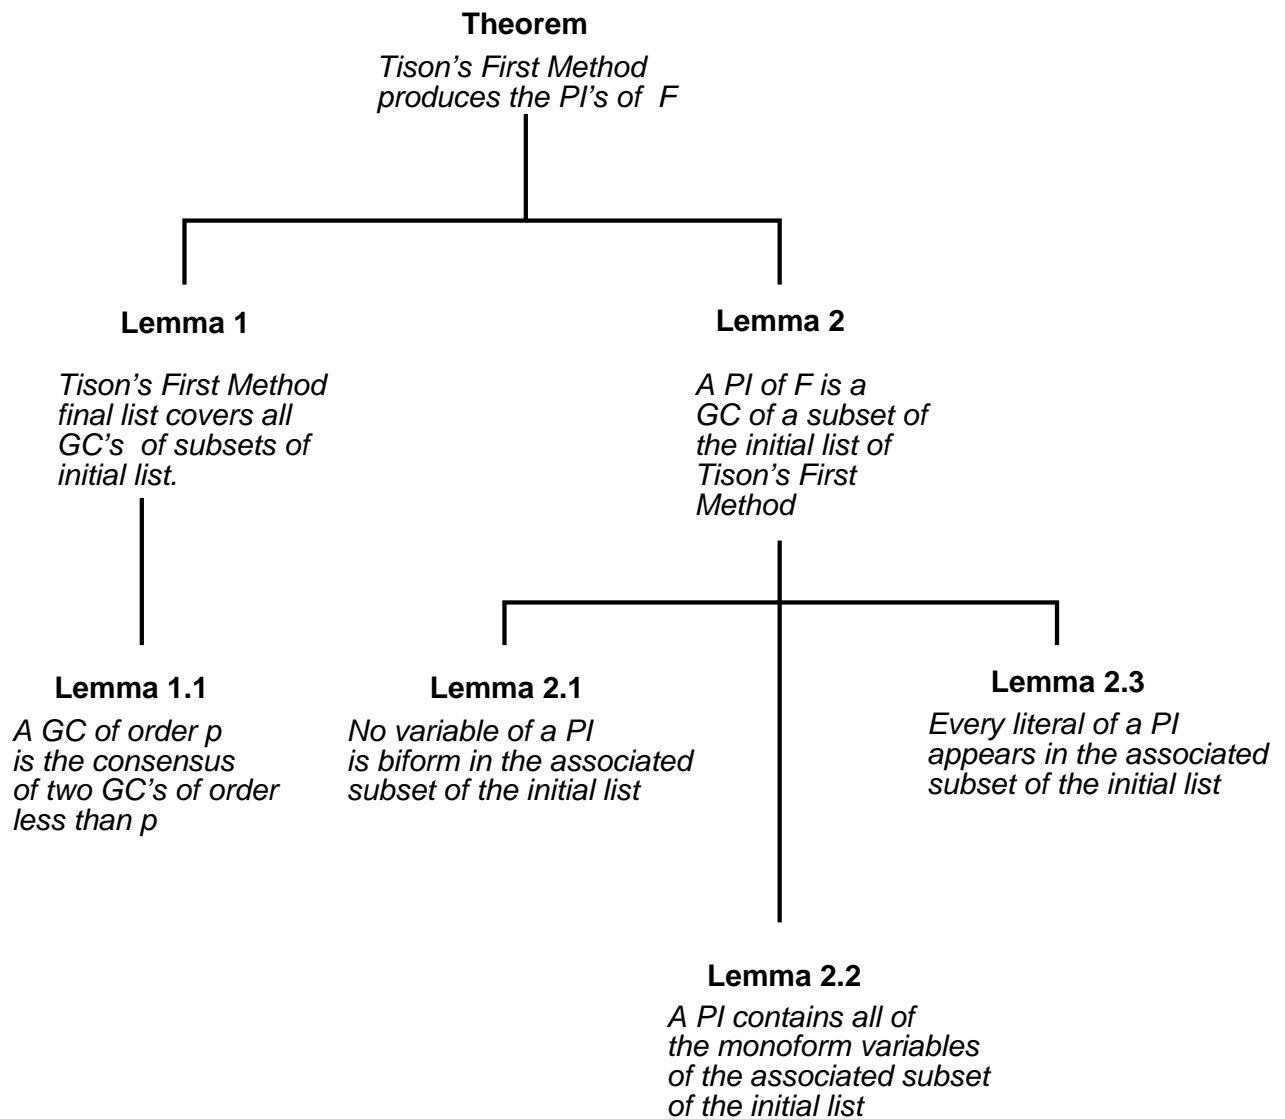 Theorem
Tison's First Method
produces the PI's of F
Lemma 1
Tison's First Method
final list covers all
GC's of subsets of
initial list.
Lemma 2
A PI of F is a
GC of a subset of
the initial list of
Tison's First
Method
Lemma 1.1
A GC of order p
is the consensus
of two GC's of order
less than p
Lemma 2.1
No variable of a PI
is biform in the associated
subset of the initial list
Lemma 2.3
Every literal of a PI
appears in the associated
subset of the initial list
Lemma 2.2
A PI contains all of
the monoform variables
of the associated subset
of the initial list